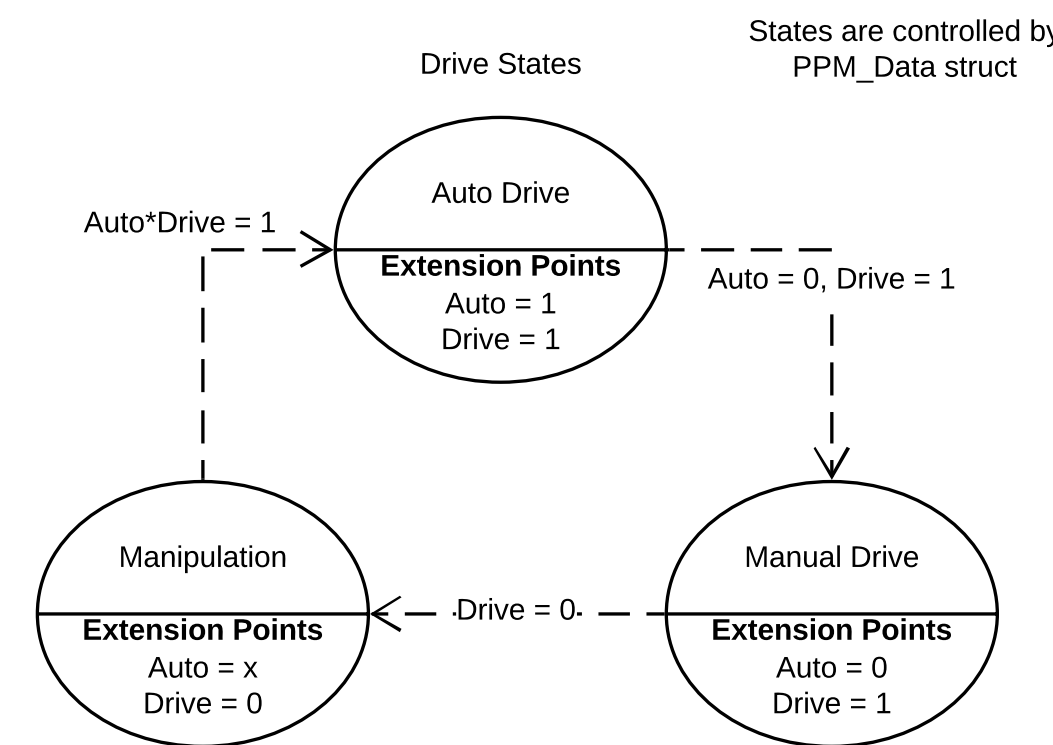 States are controlled by
PPM_Data struct
Drive States
Auto Drive
Auto*Drive = 1
Extension Points
Auto = 1
Drive = 1
Auto = 0, Drive = 1
Manipulation
Extension Points
Auto = x
Drive = 0
Drive = 0
Manual Drive
Extension Points
Auto = 0
Drive = 1